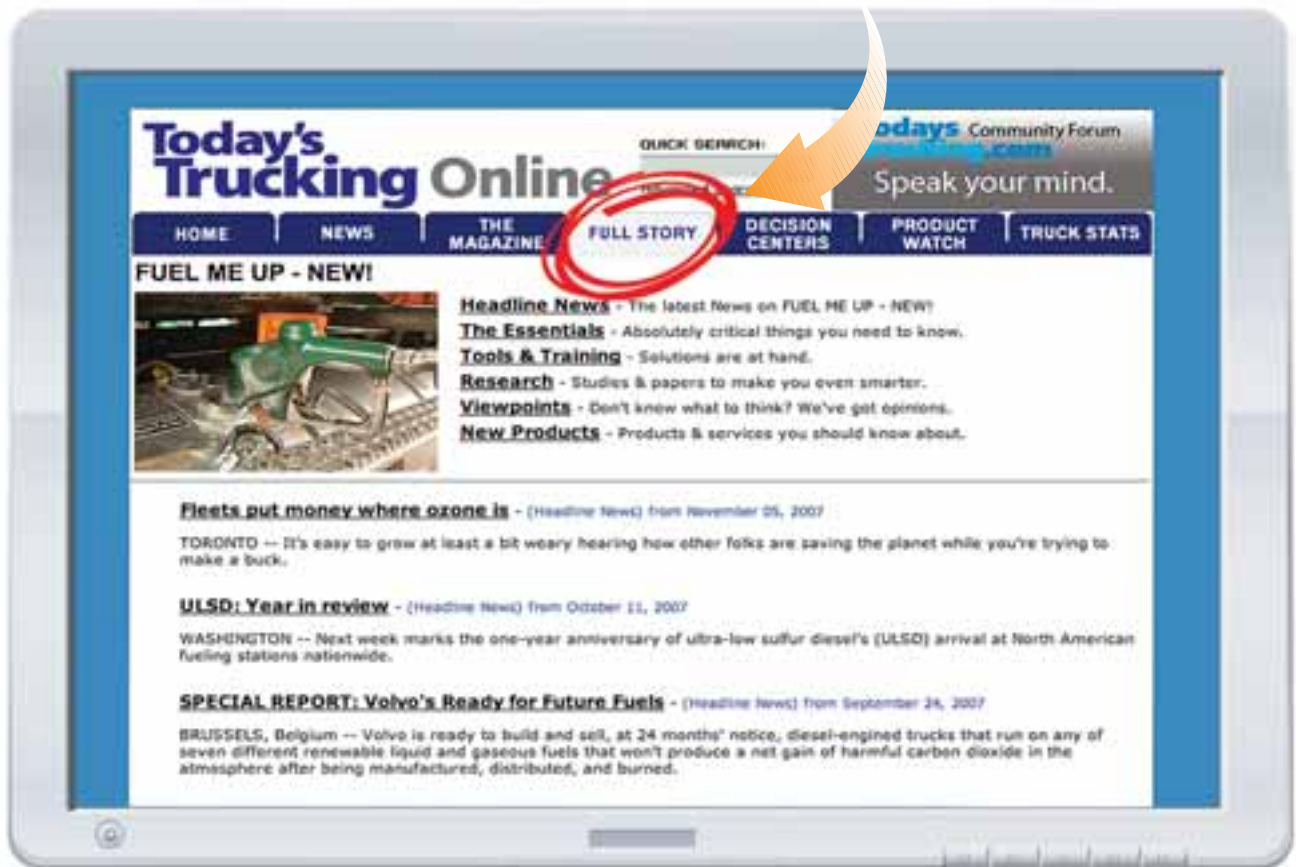 Today's
Trucking Online
QUICK SEARCH:
Todays Community Forum
.com
Speak your mind.
HOME
NEWS
THE
MAGAZINE
FULL STORY
DECISION
CENTERS
PRODUCT
WATCH
TRUCK STATS
FUEL ME UP - NEW!
Headline News - The latest News on FUEL ME UP - NEW!
The Essentials - Absolutely critical things you need to know.
Tools & Training - Solutions are at hand.
Research - Studies & papers to make you even smarter.
Viewpoints - Don't know what to think? We've got opinions.
New Products - Products & services you should know about.
Fleets put money where ozone is - (Headline News) from November 05, 2007
TORONTO -- It's easy to grow at least a bit weary hearing how other folks are saving the planet while you're trying to
make a buck.
ULSD: Year in review - (Headline News) from October 11, 2007
WASHINGTON -- Next week marks the one-year anniversary of ultra-low sulfur diesel's (ULSD) arrival at North American
fueling stations nationwide.
SPECIAL REPORT: Volvo's Ready for Future Fuels - (Headline News) from September 24, 2007
BRUSSELS, Belgium -- Volvo is ready to build and sell, at 24 months' notice, diesel-engined trucks that run on any of
seven different renewable liquid and gaseous fuels that won't produce a net gain of harmful carbon dioxide in the
atmosphere after being manufactured, distributed, and burned.